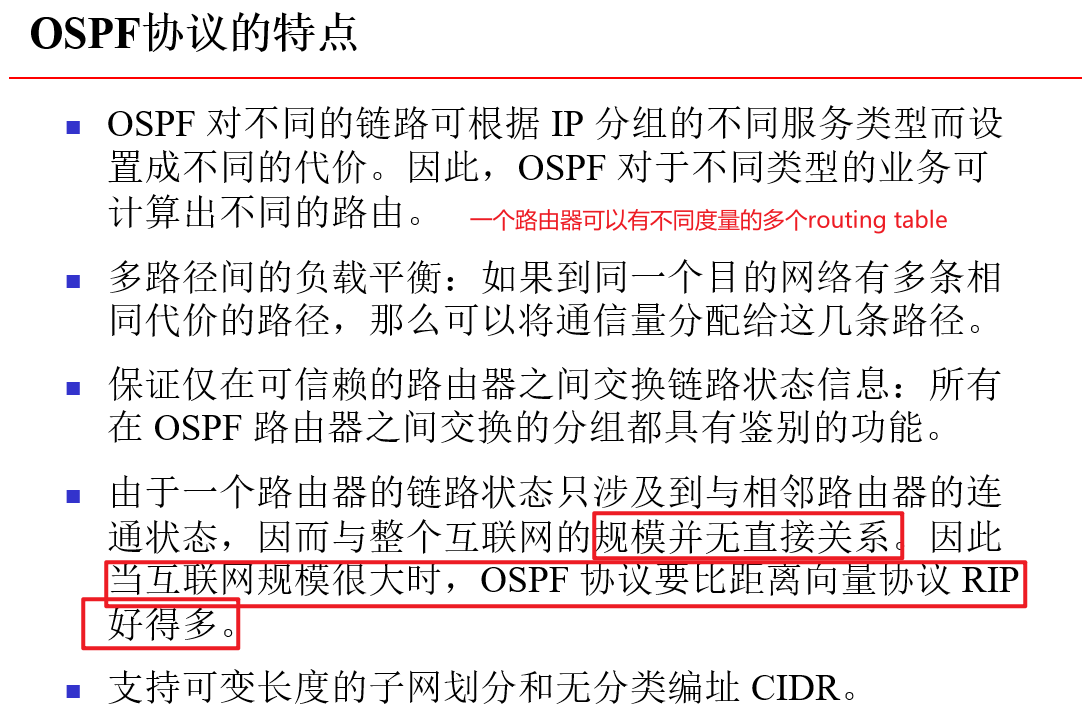 OSPF协议的特点
OSPF 对不同的链路可根据 IP 分组的不同服务类型而设
置成不同的代价。因此，OSPF 对于不同类型的业务可
计算出不同的路由。 一个路由器可以有不同度量的多个routing table
多路径间的负载平衡：如果到同一个目的网络有多条相
同代价的路径，那么可以将通信量分配给这几条路径。
保证仅在可信赖的路由器之间交换链路状态信息：所有
在 OSPF 路由器之间交换的分组都具有鉴别的功能。
由于一个路由器的链路状态只涉及到与相邻路由器的连
通状态，因而与整个互联网的规模并无直接关系。因此
当互联网规模很大时，OSPF 协议要比距离向量协议 RIP
好得多。
支持可变长度的子网划分和无分类编址 CIDR。